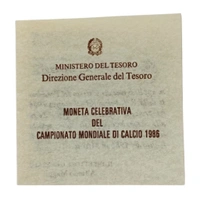 MINISTERO DEL TESORO
Direzione Generale del Tesoro
MONETA CELEBRATIVA
DEL
CAMPIONATO MONDIALE DI CALCIO 1986